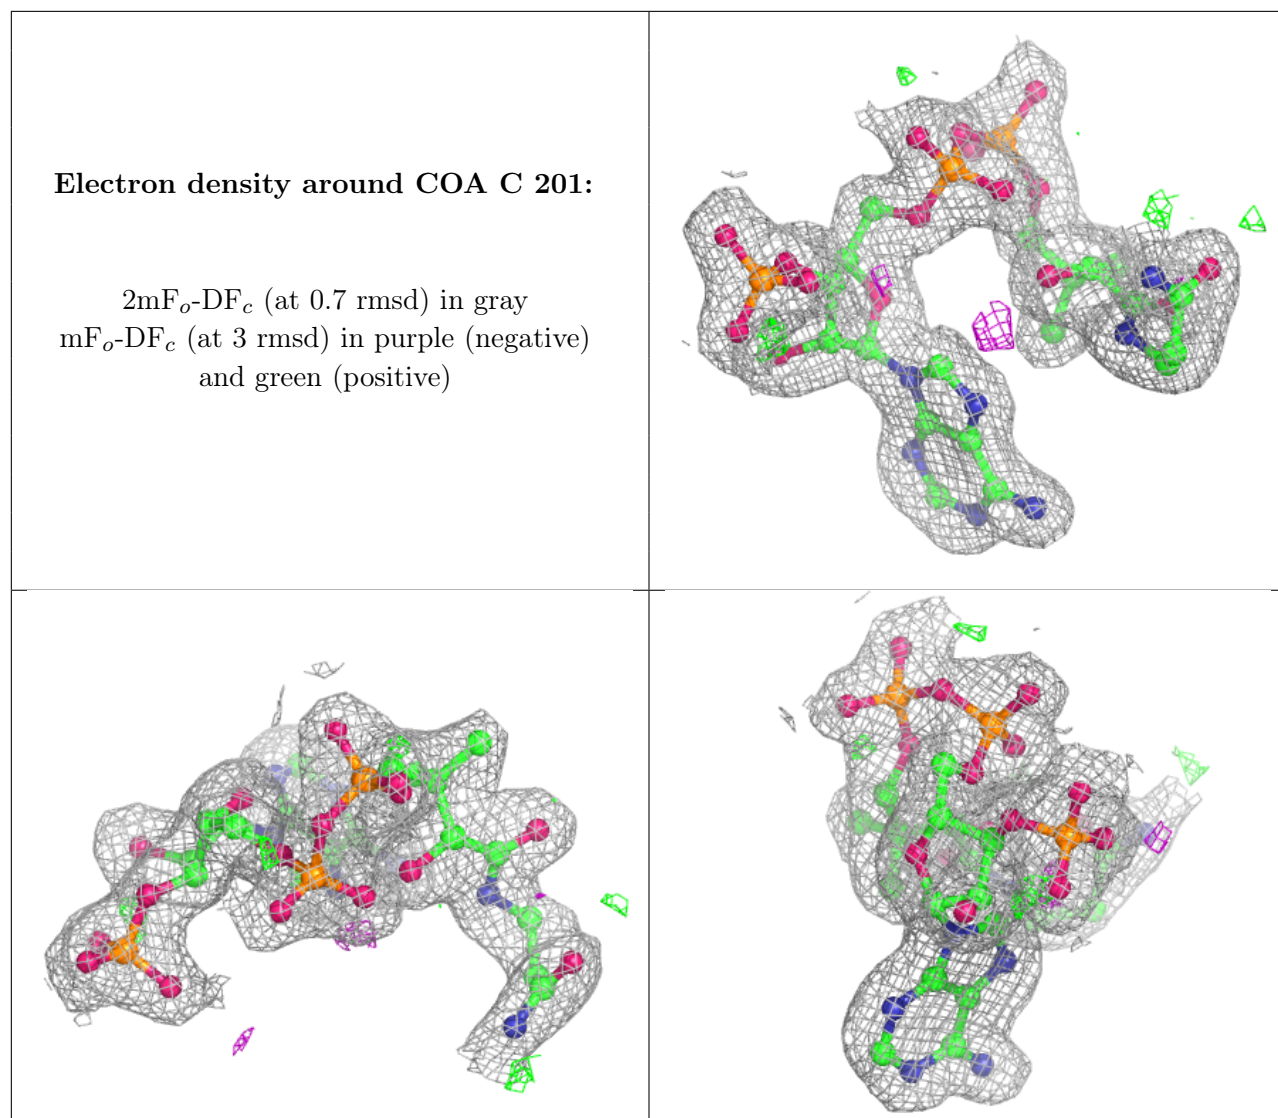 Electron density around COA C 201:
2mFₒ-DF𝒸 (at 0.7 rmsd) in gray
mFₒ-DF𝒸 (at 3 rmsd) in purple (negative)
and green (positive)